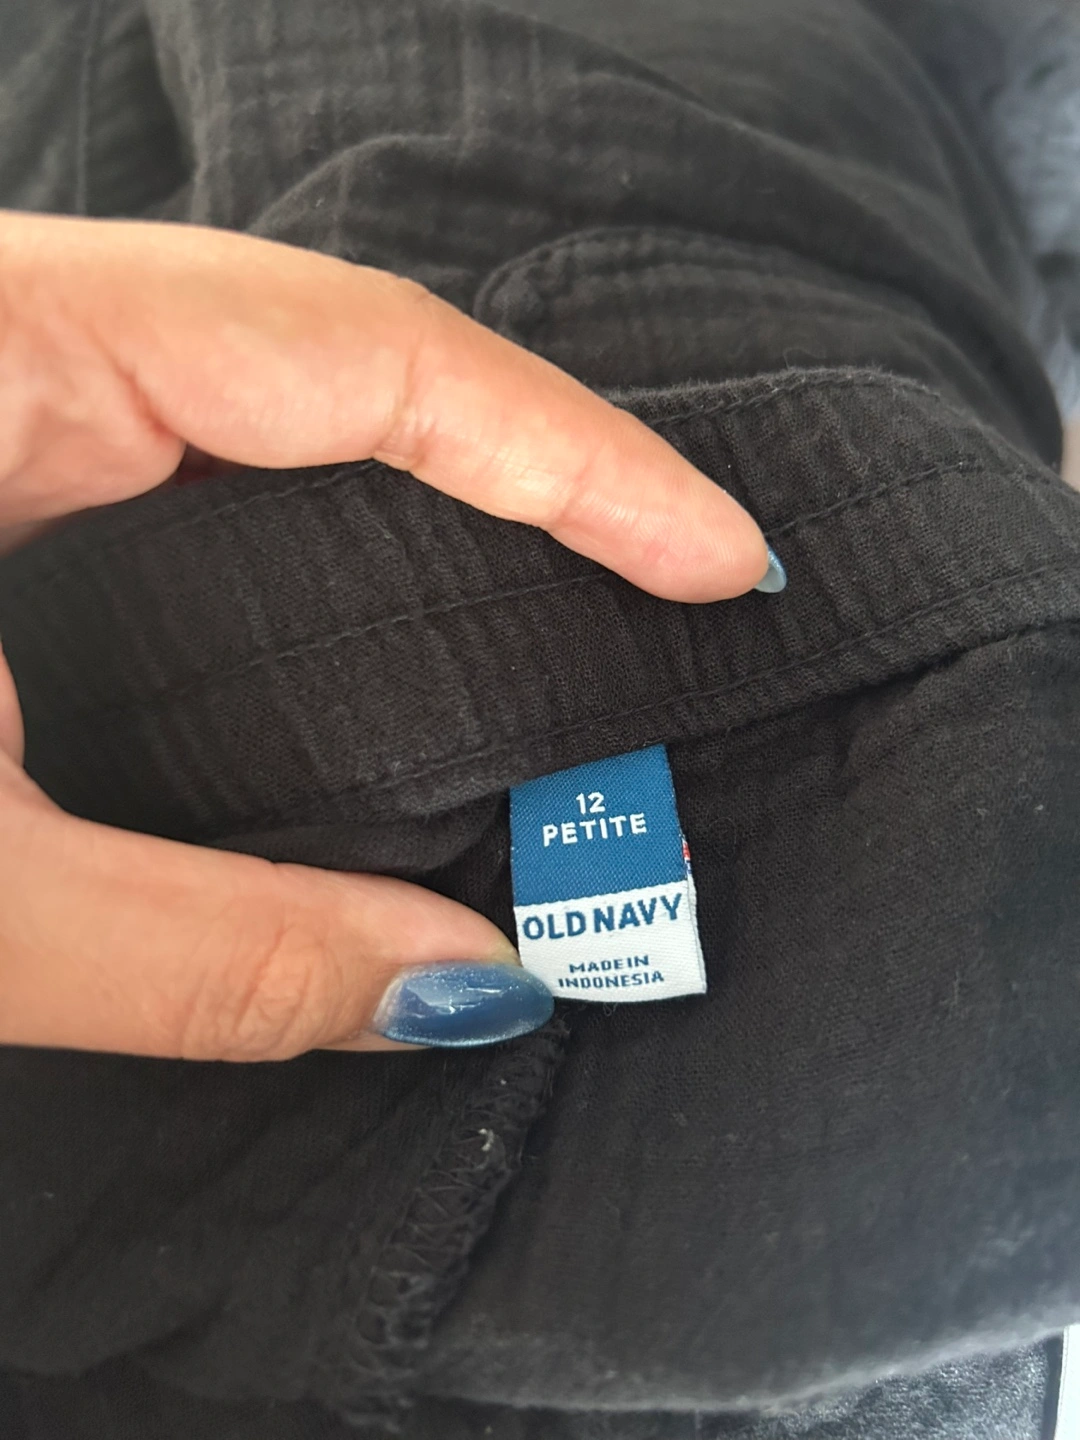 12
PETITE
OLD NAVY
MADE IN
INDONESIA